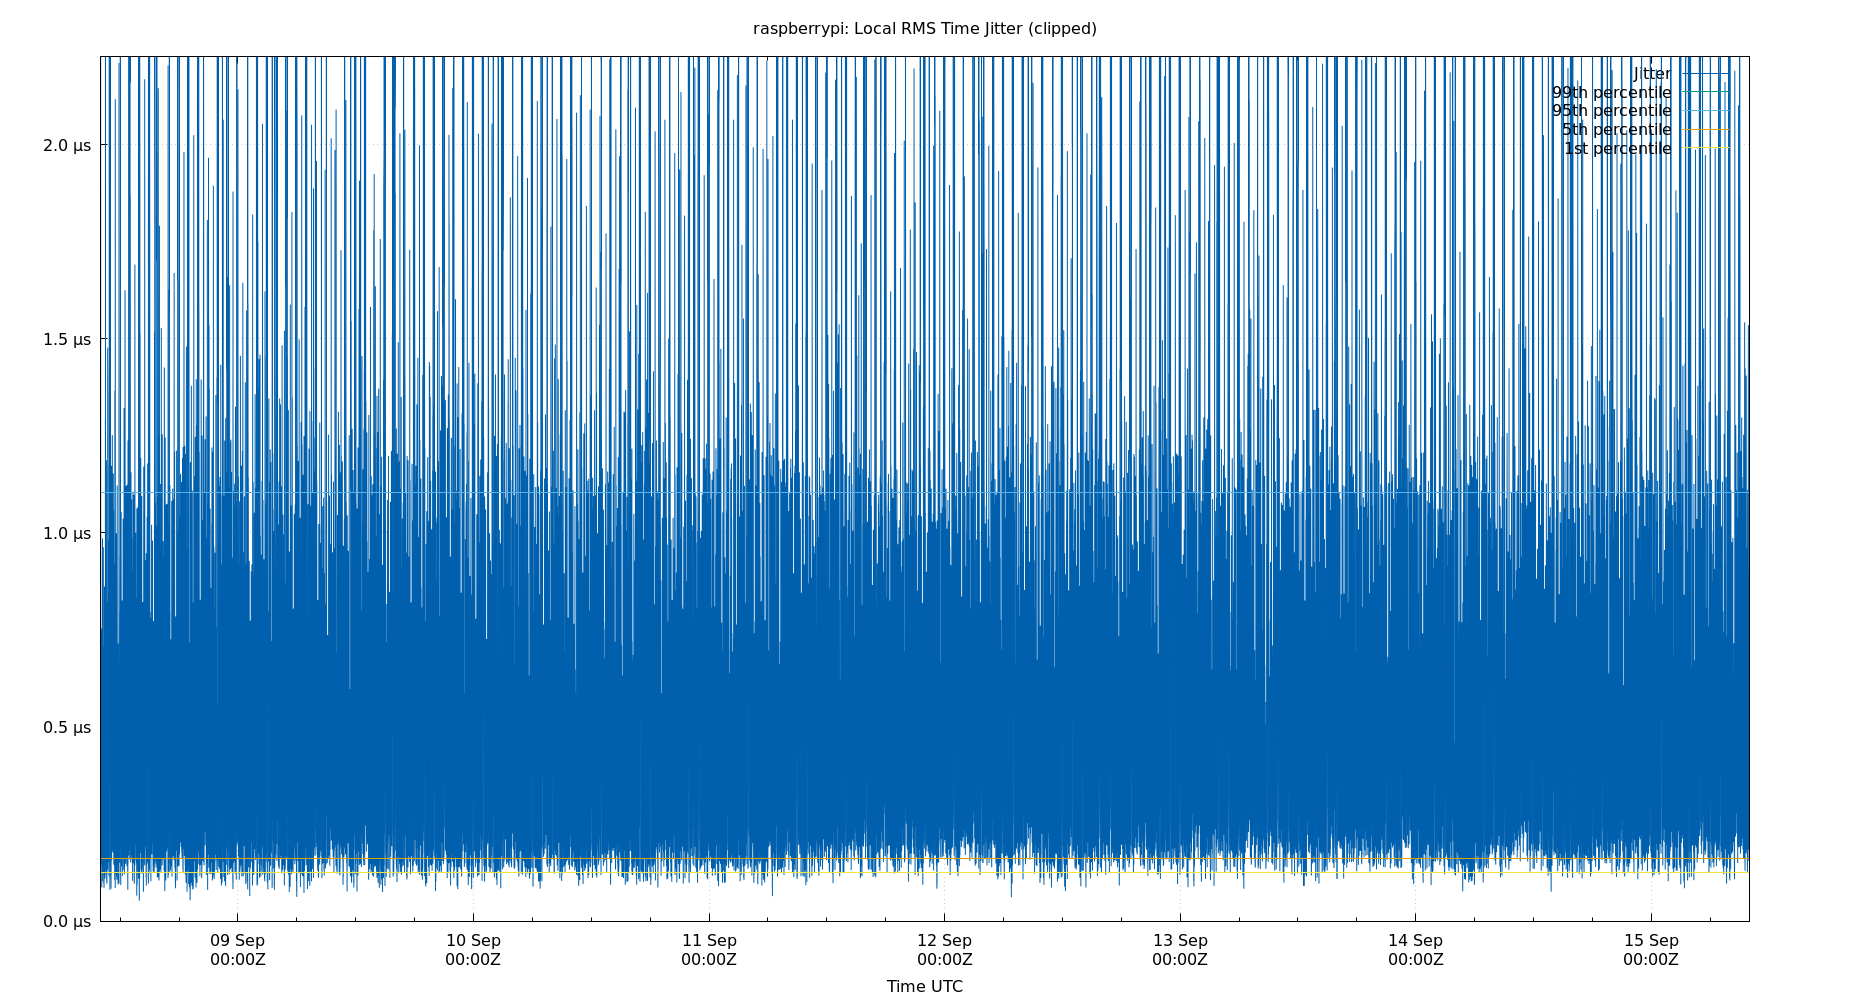 raspberrypi: Local RMS Time Jitter (clipped)
Jitter
99th percentile
95th percentile
5th percentile
1st percentile
2.0 µs
1.5 µs
1.0 µs
0.5 µs
0.0 µs
09 Sep 10 Sep 11 Sep 12 Sep 13 Sep 14 Sep 15 Sep
00:00Z 00:00Z 00:00Z 00:00Z 00:00Z 00:00Z 00:00Z
Time UTC